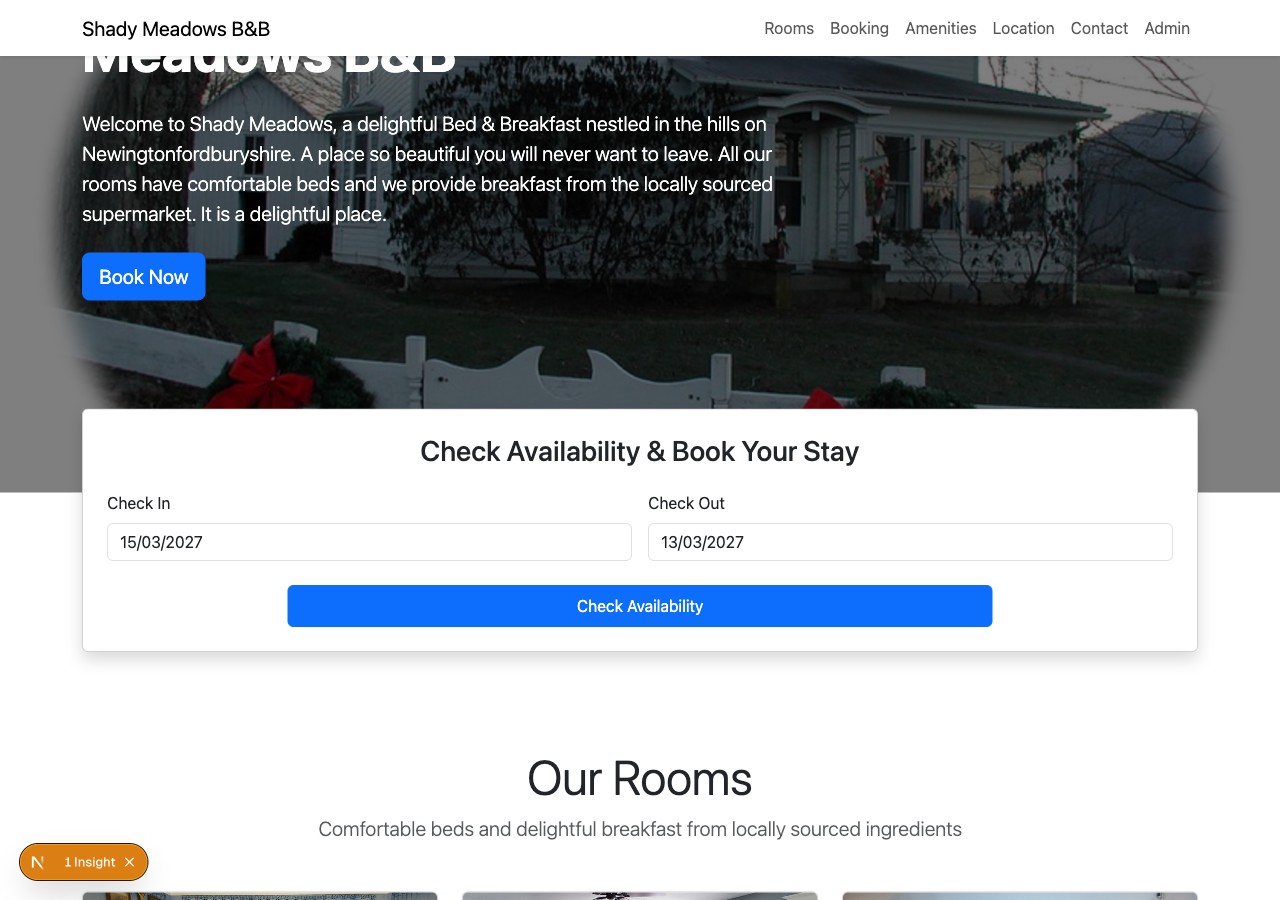 Shady Meadows B&B
Rooms Booking Amenities Location Contact Admin
Meadows B&B
Welcome to Shady Meadows, a delightful Bed & Breakfast nestled in the hills on
Newingtonfordburyshire. A place so beautiful you will never want to leave. All our
rooms have comfortable beds and we provide breakfast from the locally sourced
supermarket. It is a delightful place.
Book Now
Check Availability & Book Your Stay
Check In
Check Out
15/03/2027
13/03/2027
Check Availability
Our Rooms
Comfortable beds and delightful breakfast from locally sourced ingredients
1 Insight